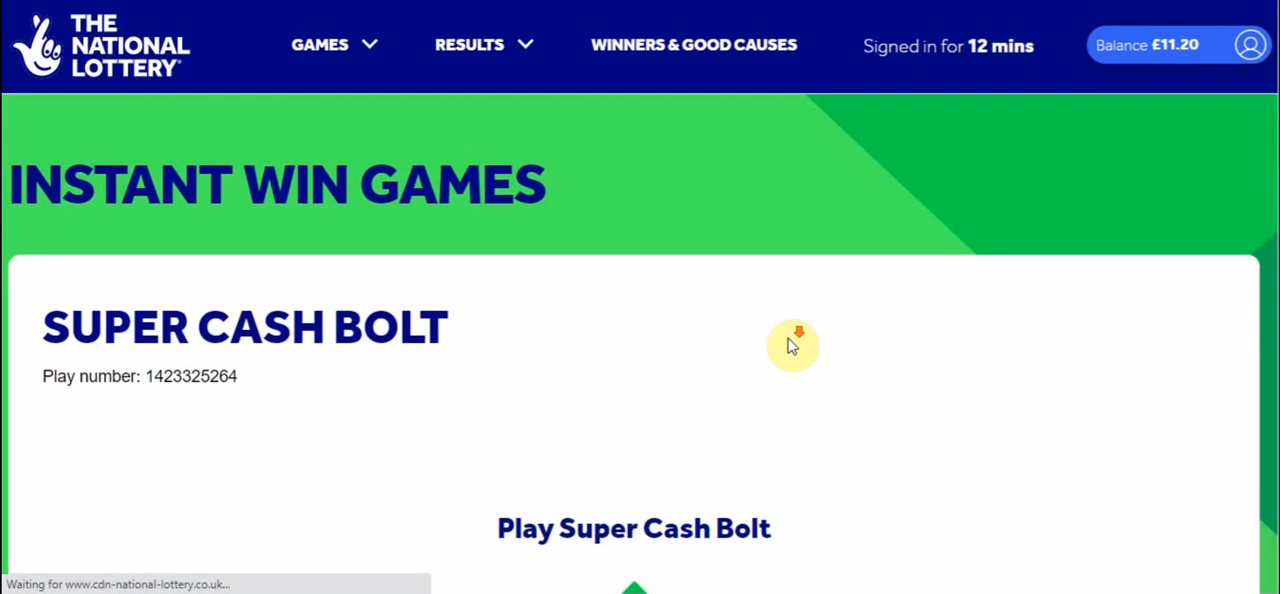 THE
NATIONAL
LOTTERY®
GAMES RESULTS WINNERS & GOOD CAUSES Signed in for 12 mins Balance £11.20
INSTANT WIN GAMES
SUPER CASH BOLT
Play number: 1423325264
Play Super Cash Bolt
Waiting for www.cdn-national-lottery.co.uk...